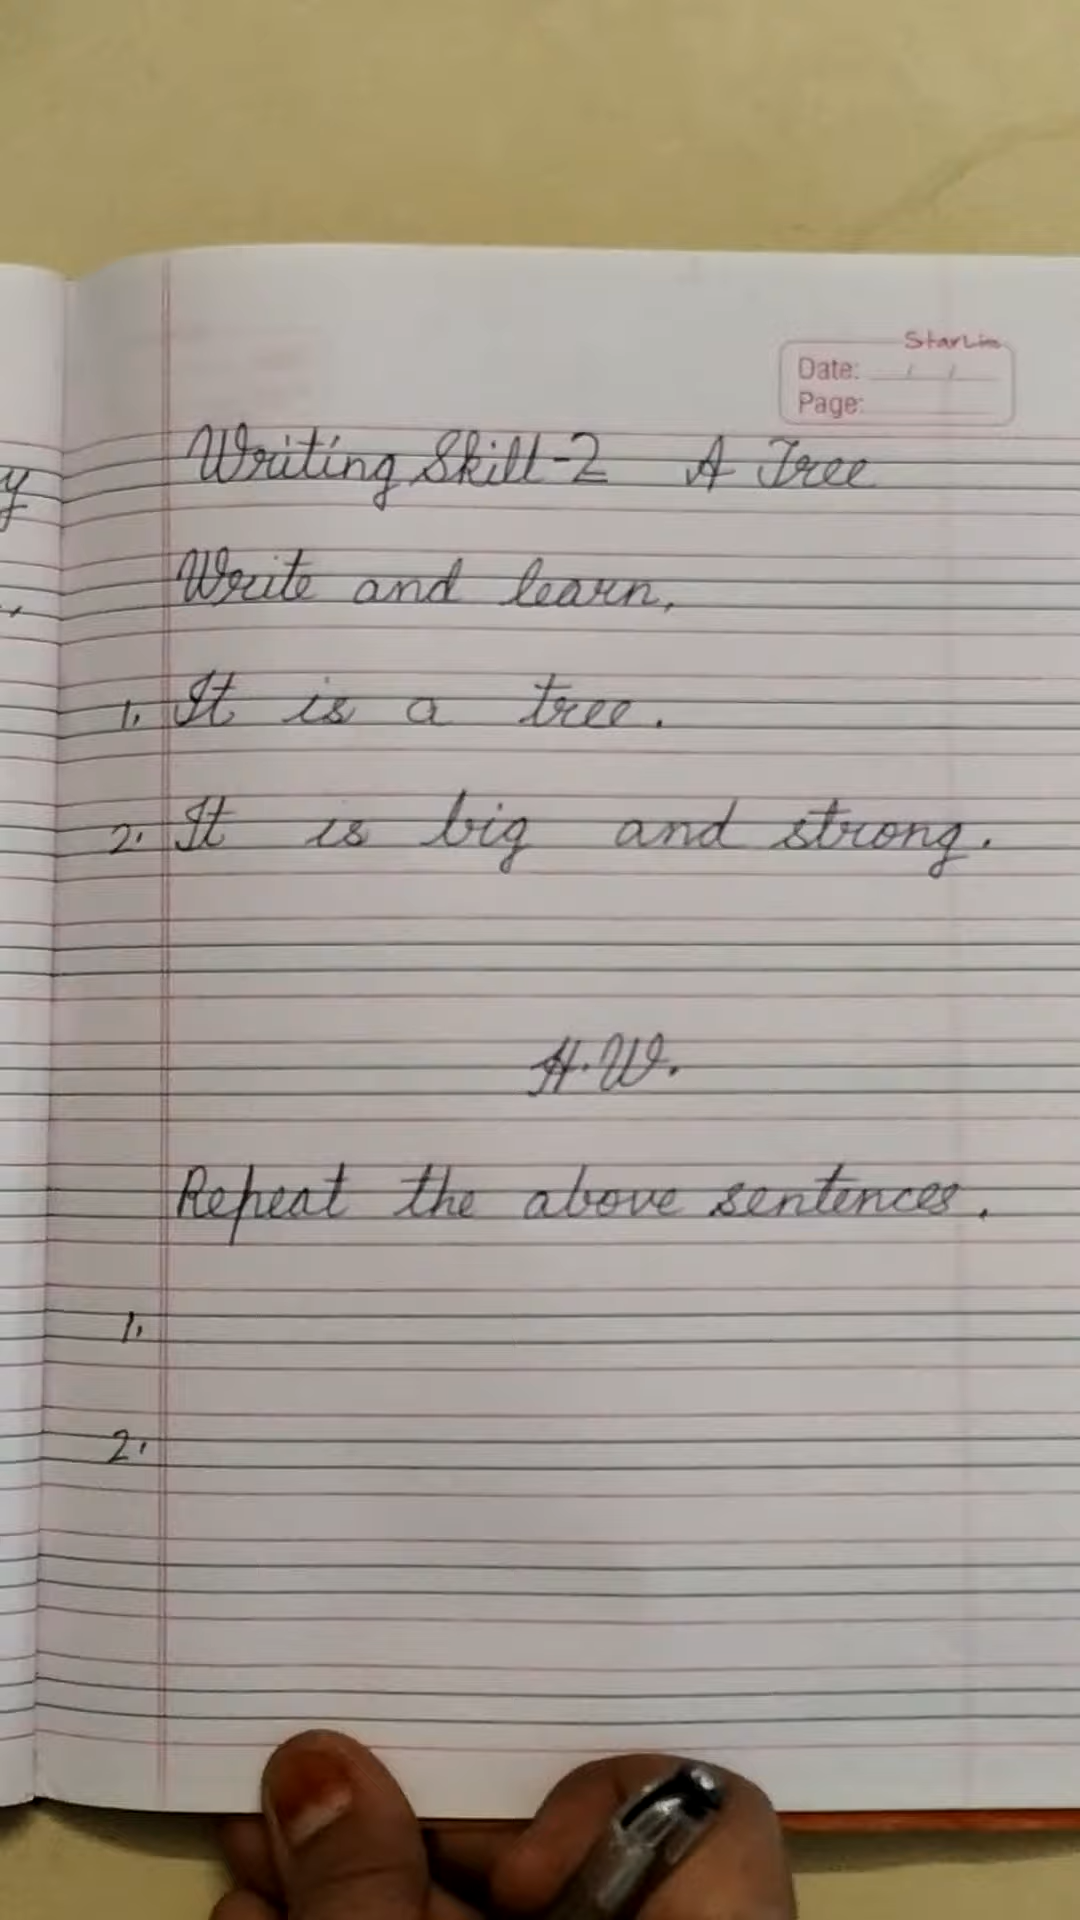 StarLine
Date: / /
Page:
Writing Skill-2 A Tree
Write and learn,
1. It is a tree.
2. It is big and strong.
H.W.
Repeat the above sentences.
1.
2.